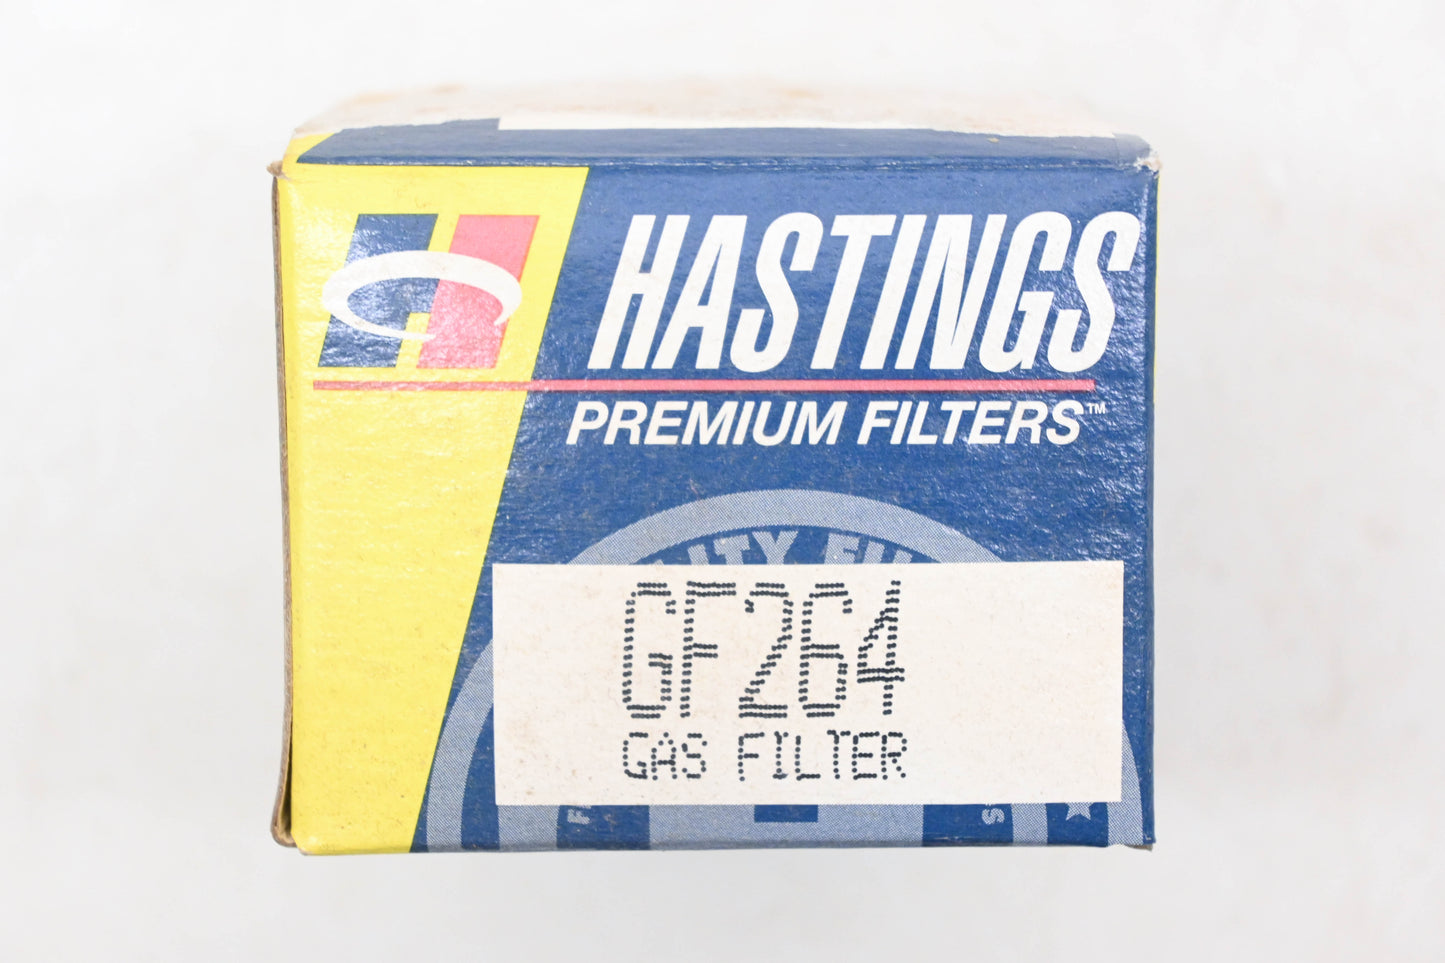 HASTINGS
PREMIUM FILTERS™
GF264
GAS FILTER